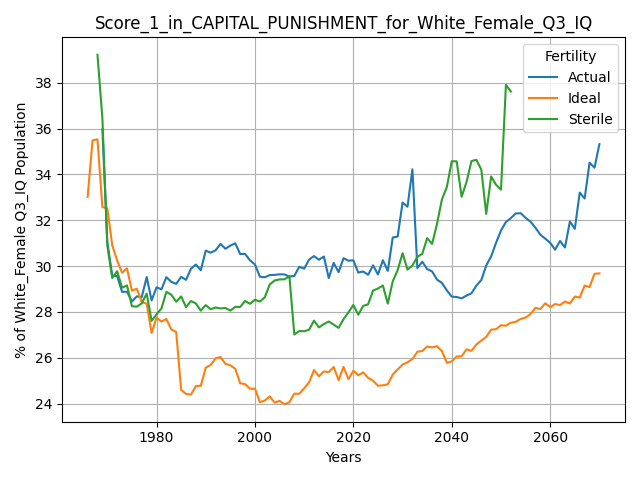 Score_1_in_CAPITAL_PUNISHMENT_for_White_Female_Q3_IQ
% of White_Female Q3_IQ Population
38
36
34
32
30
28
26
24
Fertility
Actual
Ideal
Sterile
1980 2000 2020 2040 2060
Years